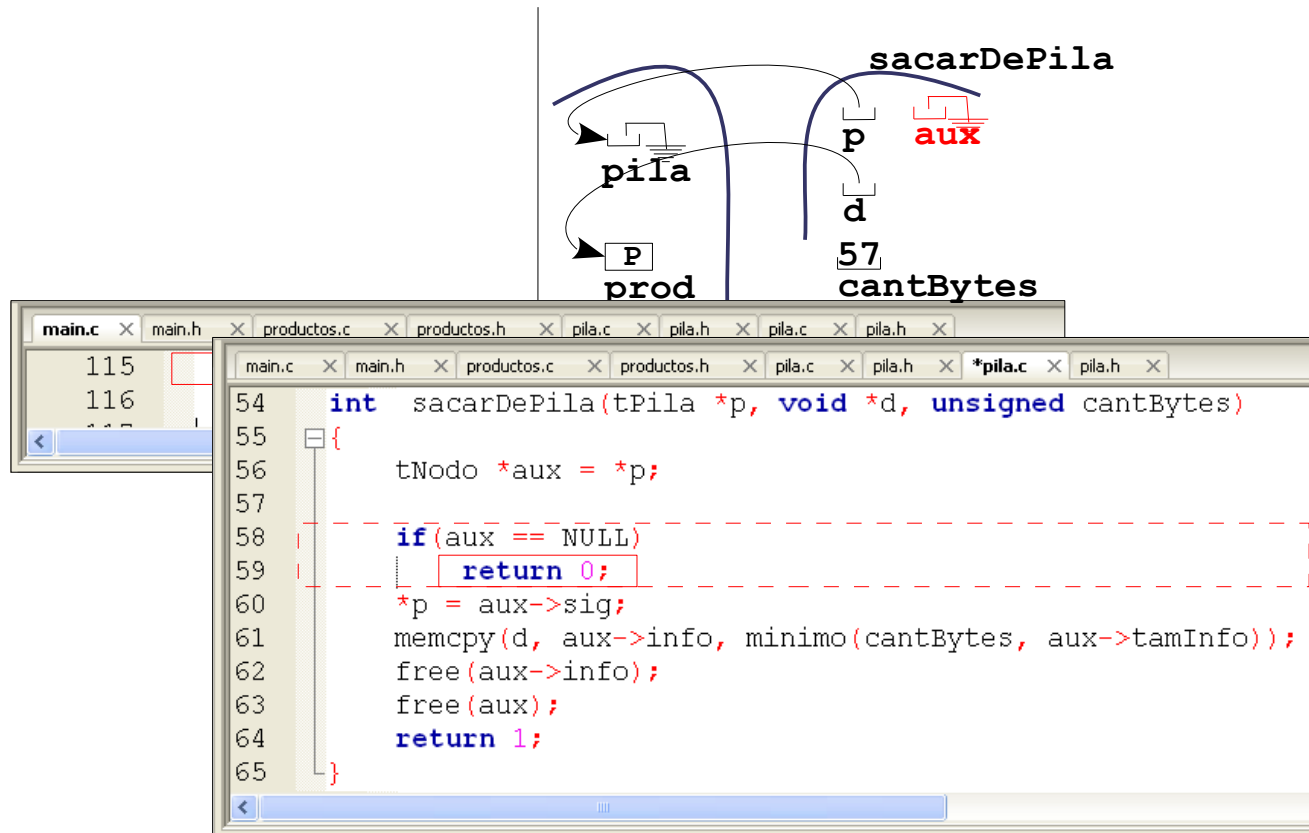 sacarDePila
p aux
pila
d
P 57
prod cantBytes
main.c main.h productos.c productos.h pila.c pila.h pila.c pila.h
115
116
main.c main.h productos.c productos.h pila.c pila.h *pila.c pila.h
54 int sacarDePila(tPila *p, void *d, unsigned cantBytes)
55 {
56 tNodo *aux = *p;
57
58 if(aux == NULL)
59 return 0;
60 *p = aux->sig;
61 memcpy(d, aux->info, minimo(cantBytes, aux->tamInfo));
62 free(aux->info);
63 free(aux);
64 return 1;
65 }